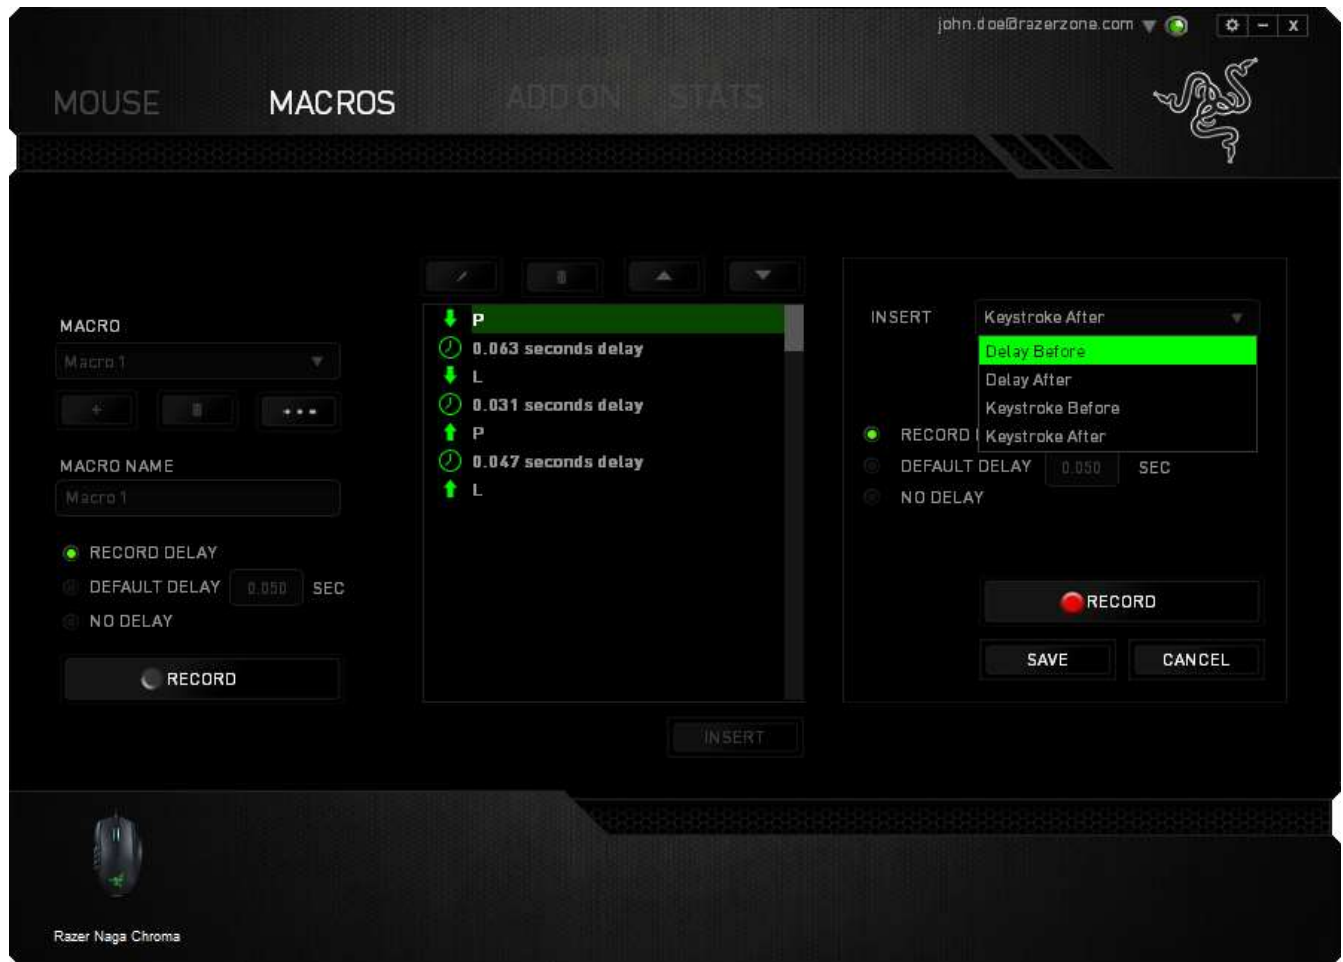 john.doe@razerzone.com
MOUSE MACROS ADD ON STATS
MACRO
Macro 1
MACRO NAME
Macro 1
RECORD DELAY
DEFAULT DELAY 0.050 SEC
NO DELAY
RECORD
P
0.063 seconds delay
L
0.031 seconds delay
P
0.047 seconds delay
L
INSERT
INSERT Keystroke After
Delay Before
Delay After
Keystroke Before
Keystroke After
RECORD
DEFAULT DELAY 0.050 SEC
NO DELAY
RECORD
SAVE CANCEL
Razer Naga Chroma